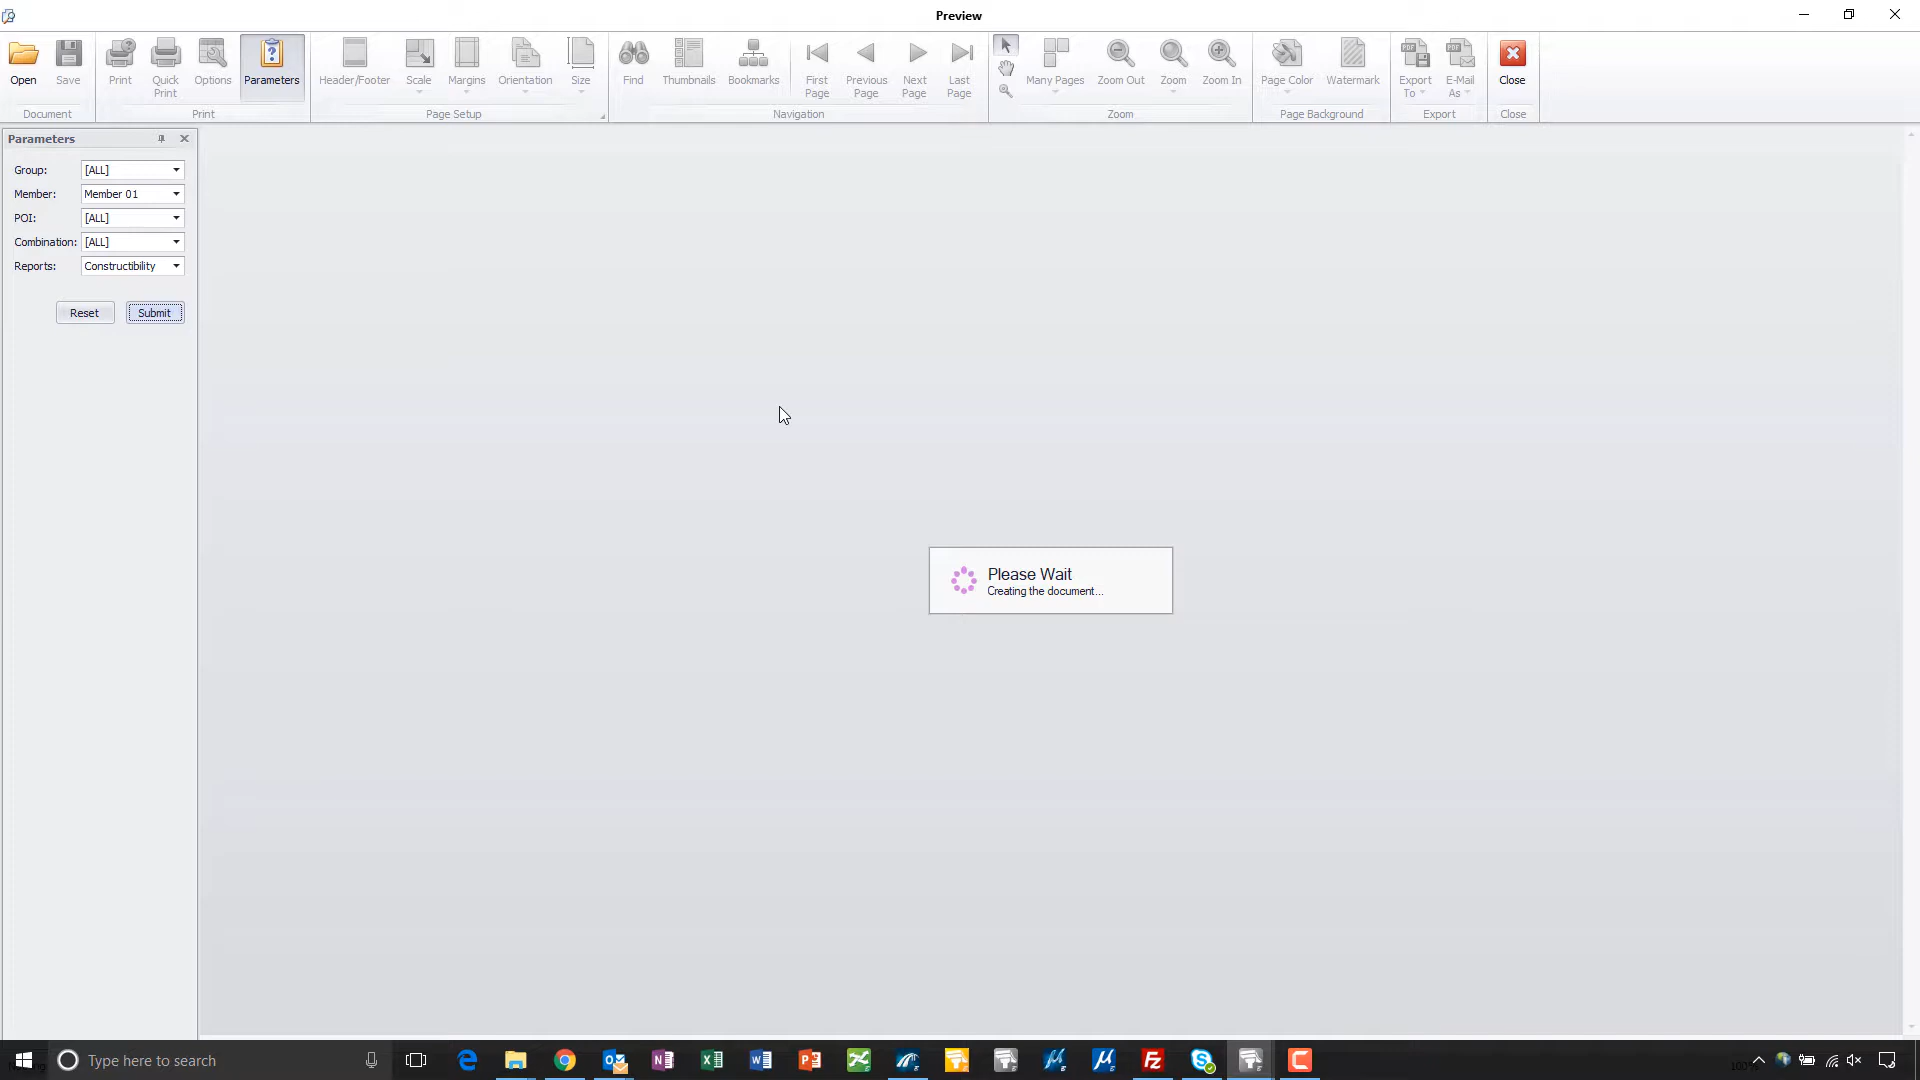 Preview
Open
Save
Print
Quick
Print
Options
Parameters
Header/Footer
Scale
Margins
Orientation
Size
Find
Thumbnails
Bookmarks
First
Page
Previous
Page
Next
Page
Last
Page
Many Pages
Zoom Out
Zoom
Zoom In
Page Color
Watermark
Export
To
E-Mail
As
Close
Document
Print
Page Setup
Navigation
Zoom
Page Background
Export
Close
Parameters
Group: [ALL]
Member: Member 01
POI: [ALL]
Combination: [ALL]
Reports: Constructibility
Reset
Submit
Please Wait
Creating the document...
Type here to search
100%